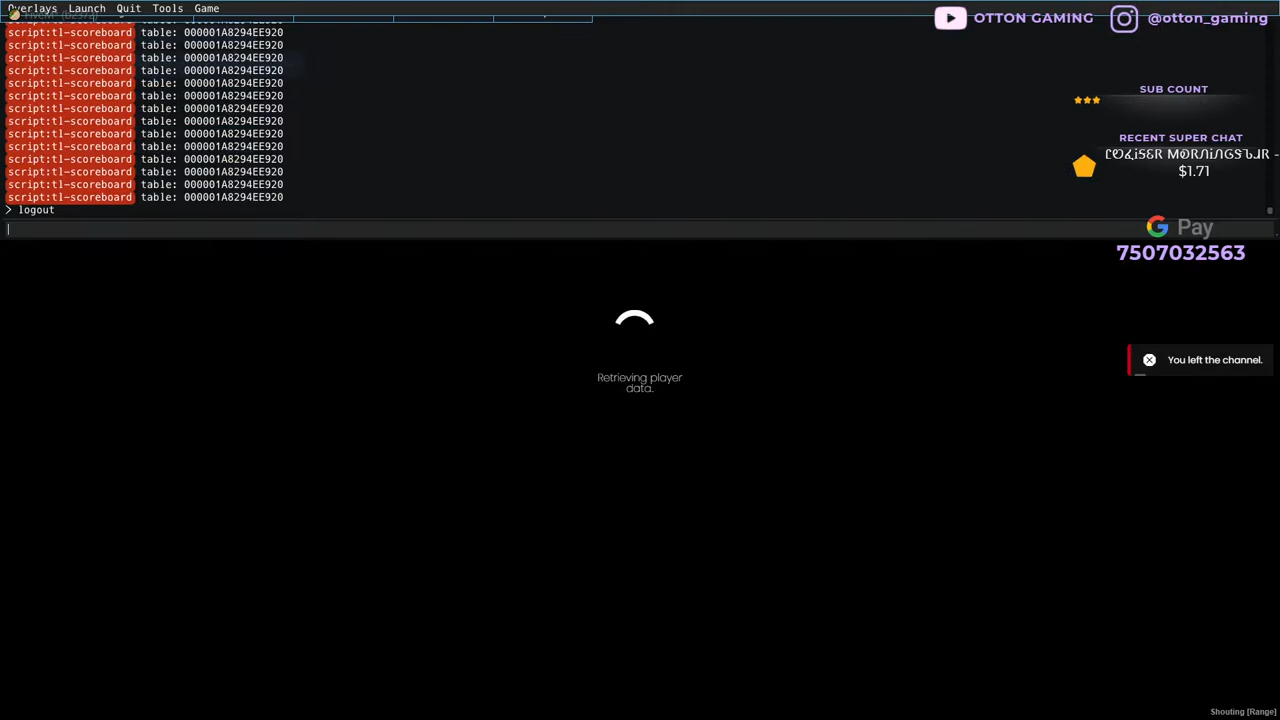 Overlays Launch Quit Tools Game
OTTON GAMING
@otton_gaming
script:tl-scoreboard table: 000001A8294EE920
script:tl-scoreboard table: 000001A8294EE920
script:tl-scoreboard table: 000001A8294EE920
script:tl-scoreboard table: 000001A8294EE920
script:tl-scoreboard table: 000001A8294EE920
script:tl-scoreboard table: 000001A8294EE920
script:tl-scoreboard table: 000001A8294EE920
script:tl-scoreboard table: 000001A8294EE920
script:tl-scoreboard table: 000001A8294EE920
script:tl-scoreboard table: 000001A8294EE920
script:tl-scoreboard table: 000001A8294EE920
script:tl-scoreboard table: 000001A8294EE920
script:tl-scoreboard table: 000001A8294EE920
script:tl-scoreboard table: 000001A8294EE920
> logout
SUB COUNT
RECENT SUPER CHAT
$1.71
G Pay
7507032563
Retrieving player
data.
You left the channel.
Shouting [Range]